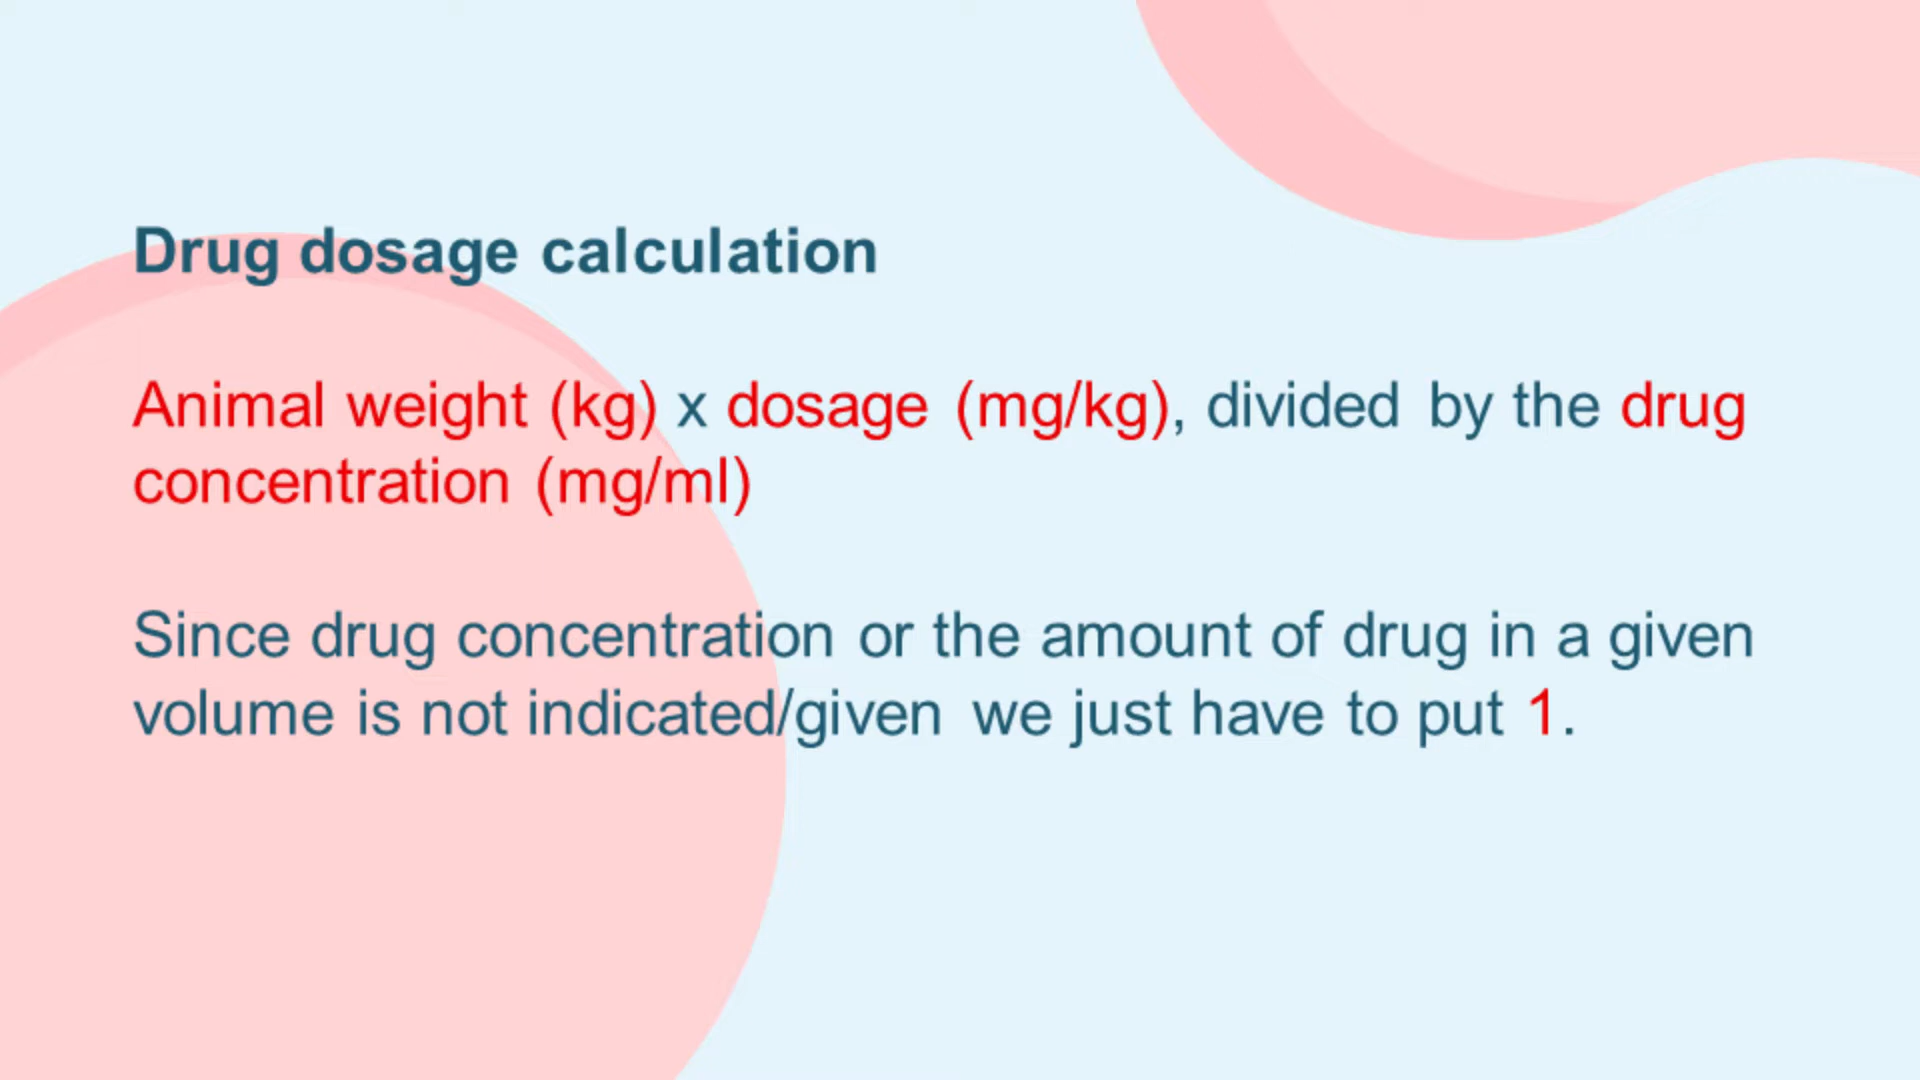 Drug dosage calculation
Animal weight (kg) x dosage (mg/kg), divided by the drug
concentration (mg/ml)
Since drug concentration or the amount of drug in a given
volume is not indicated/given we just have to put 1.